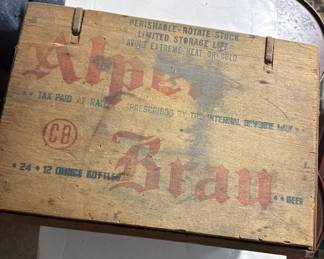 PERISHABLE-ROTATE STOCK
LIMITED STORAGE LIFE
AVOID EXTREME HEAT OR COLD
Alpen
TAX PAID AT RATE PRESCRIBED BY THE INTERNAL REVENUE LAW
CB
Brau
24 • 12 OUNCE BOTTLES
BEER